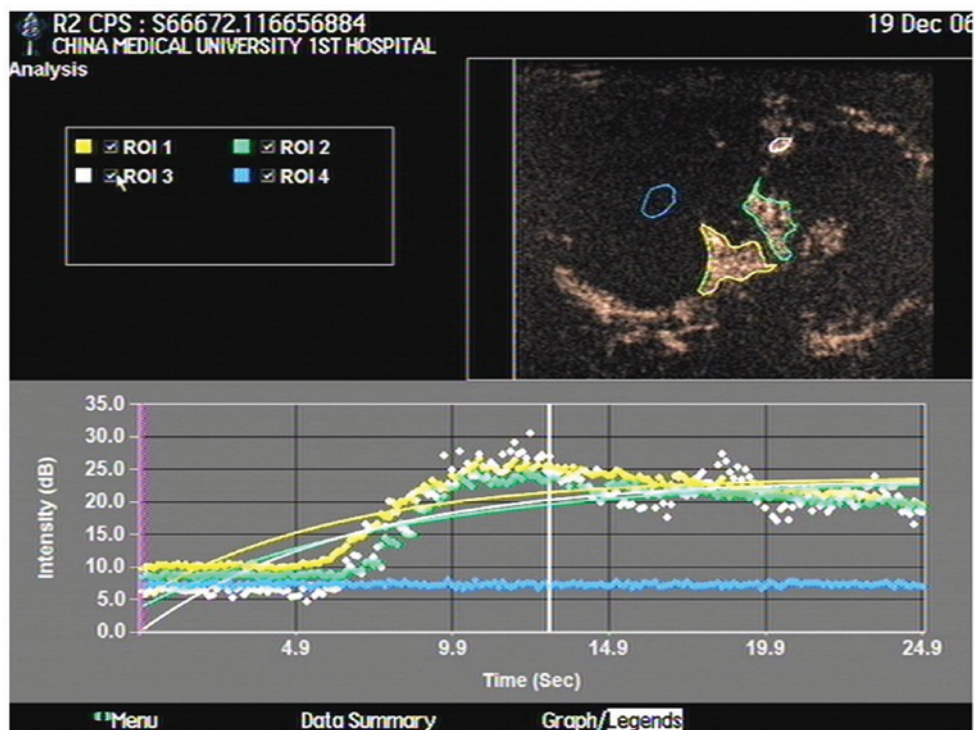 R2 CPS : S66672.116656884 19 Dec 06
CHINA MEDICAL UNIVERSITY 1ST HOSPITAL
Analysis
ROI 1 ROI 2
ROI 3 ROI 4
35.0
30.0
25.0
20.0
15.0
10.0
5.0
0.0
Intensity (dB)
4.9 9.9 14.9 19.9 24.9
Time (Sec)
Menu Data Summary Graph/Legends